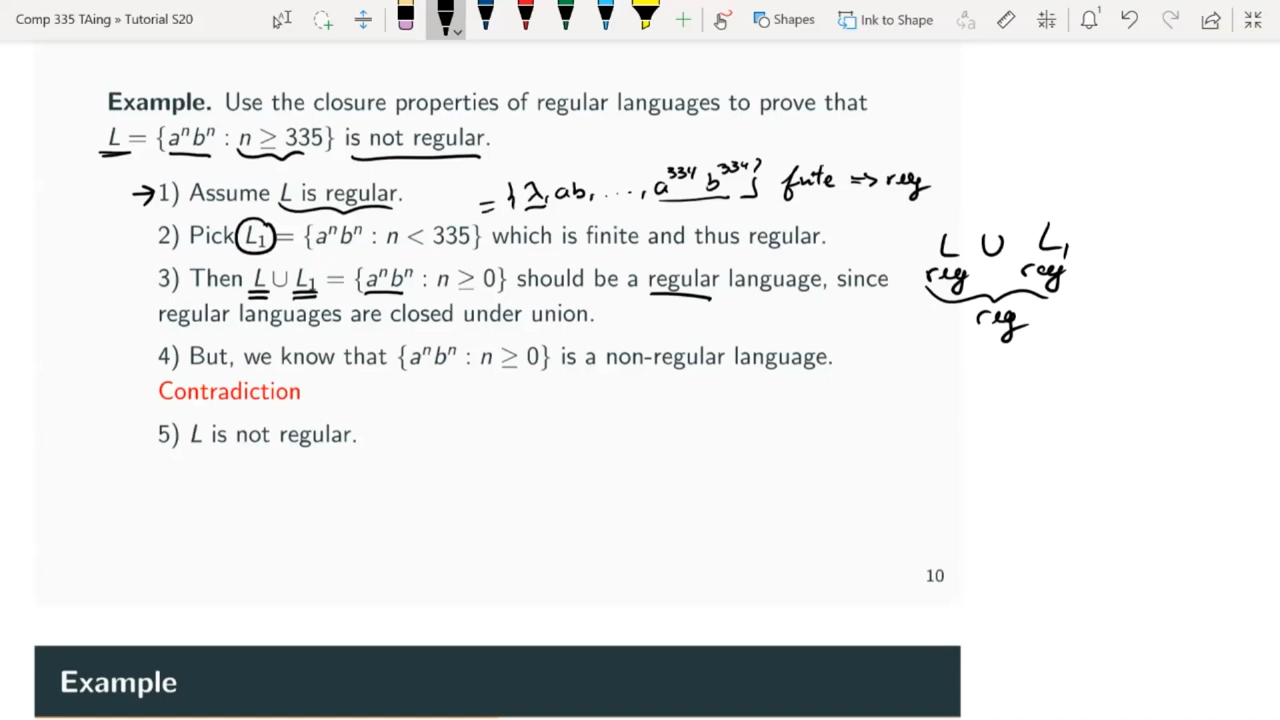 Comp 335 TAing » Tutorial S20
Shapes
Ink to Shape
Example. Use the closure properties of regular languages to prove that
L = {aⁿbⁿ : n ≥ 335} is not regular.
1) Assume L is regular.
= {λ, ab, ..., a³³⁴ b³³⁴} finite => reg
2) Pick L₁ = {aⁿbⁿ : n < 335} which is finite and thus regular.
L ∪ L₁
reg reg
reg
3) Then L ∪ L₁ = {aⁿbⁿ : n ≥ 0} should be a regular language, since
regular languages are closed under union.
4) But, we know that {aⁿbⁿ : n ≥ 0} is a non-regular language.
Contradiction
5) L is not regular.
10
Example